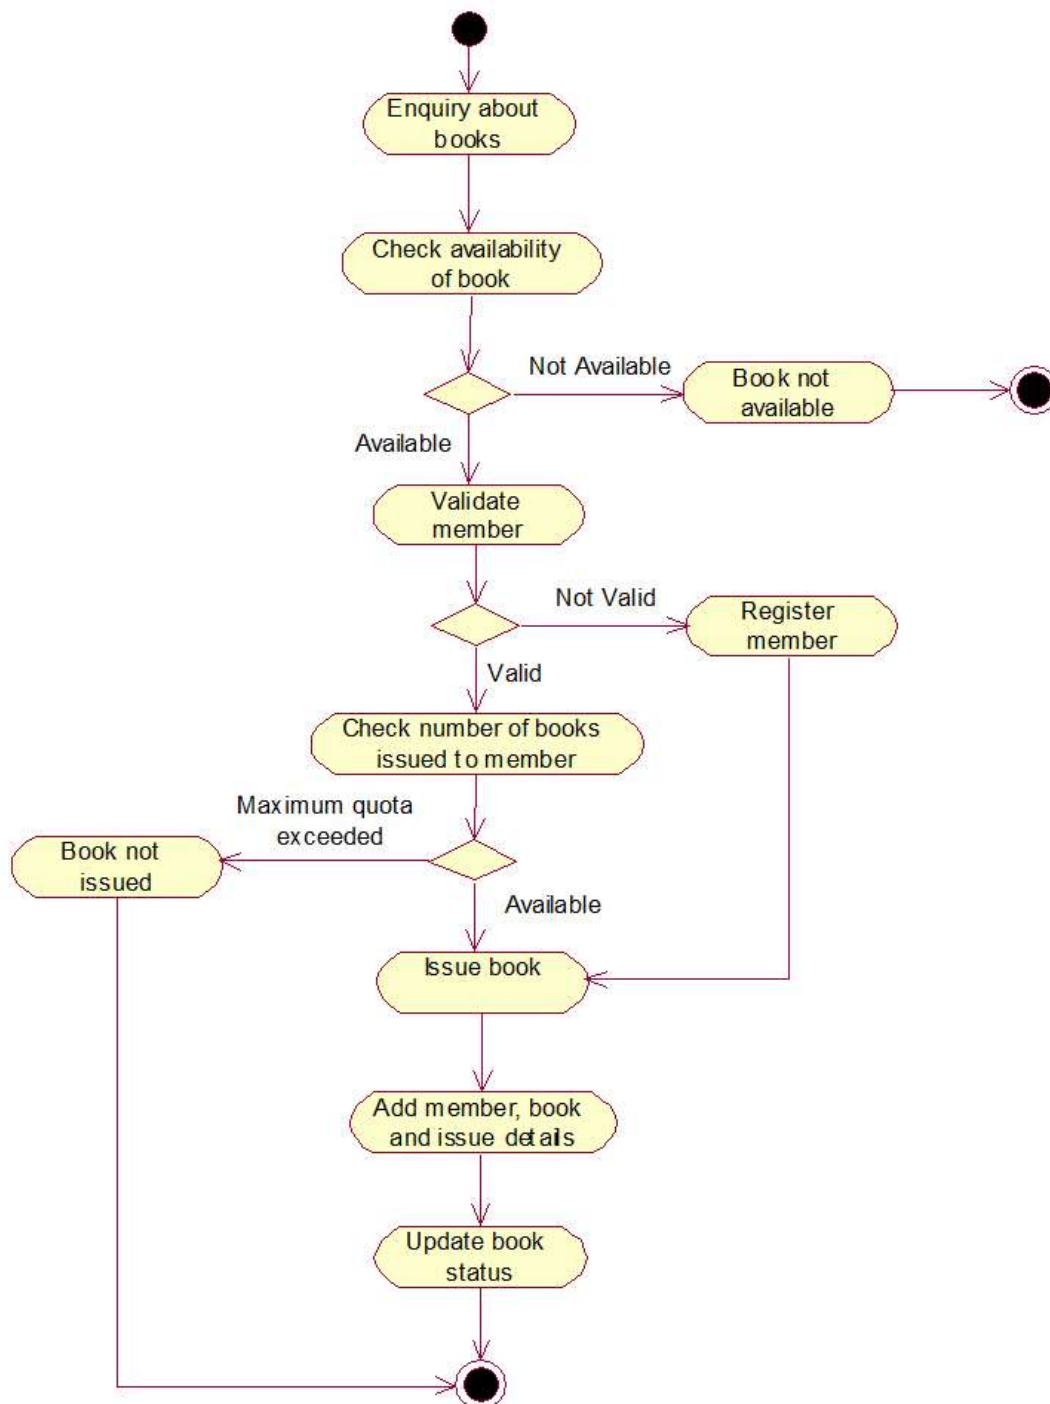 Enquiry about
books
Check availability
of book
Not Available
Book not
available
Available
Validate
member
Not Valid
Register
member
Valid
Check number of books
issued to member
Maximum quota
exceeded
Book not
issued
Available
Issue book
Add member, book
and issue details
Update book
status